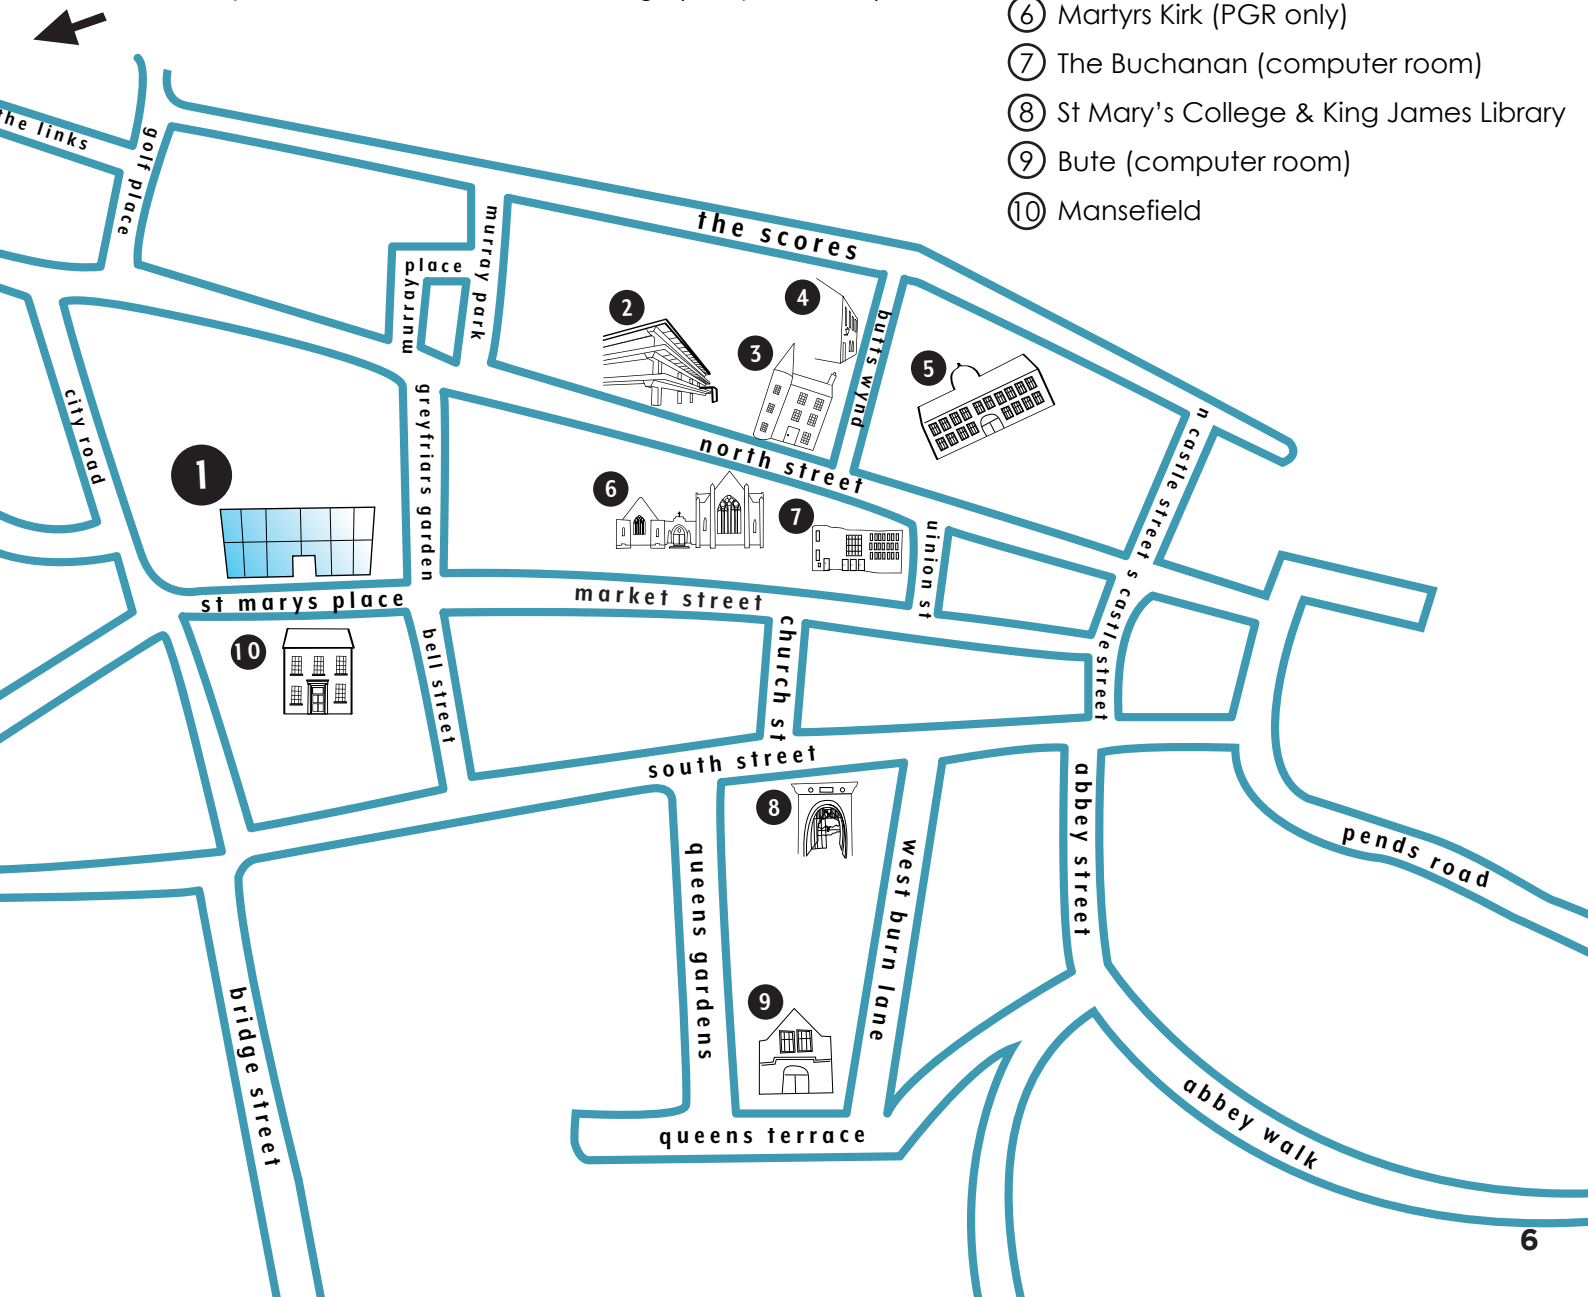 6 Martyrs Kirk (PGR only)
7 The Buchanan (computer room)
8 St Mary's College & King James Library
9 Bute (computer room)
10 Mansefield
the links
golf place
the scores
murray park
place
murray
4
2
butts wynd
3
5
city road
greyfriars garden
n castle street
north street
1
6
7
uinion st
st marys place
market street
s castle street
church st
bell street
10
south street
abbey street
8
pends road
queens gardens
west burn lane
9
bridge street
abbey walk
queens terrace
6